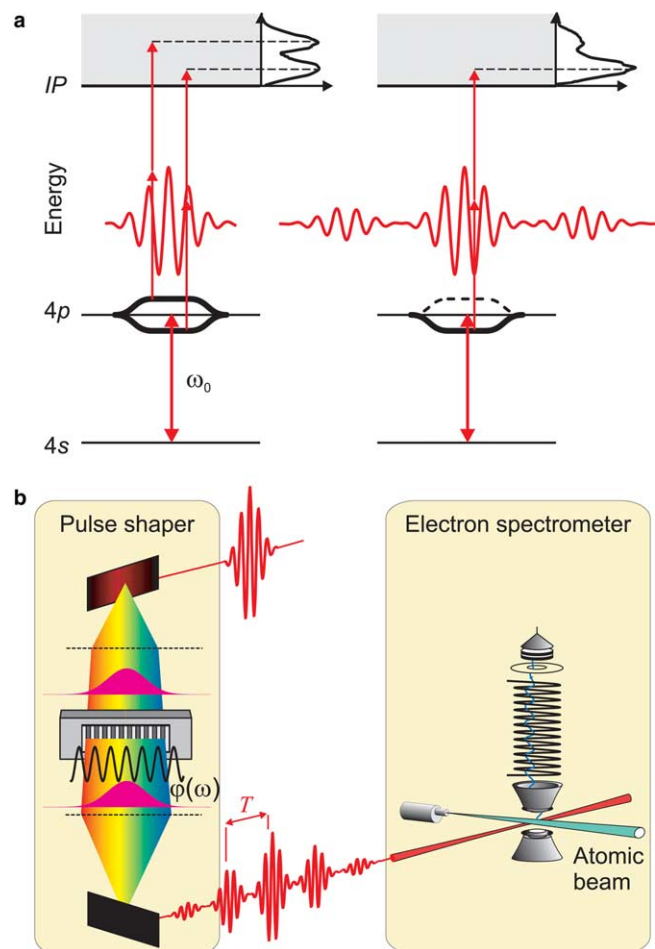 a
IP
Energy
4p
ω₀
4s
b
Pulse shaper
Electron spectrometer
φ(ω)
T
Atomic
beam